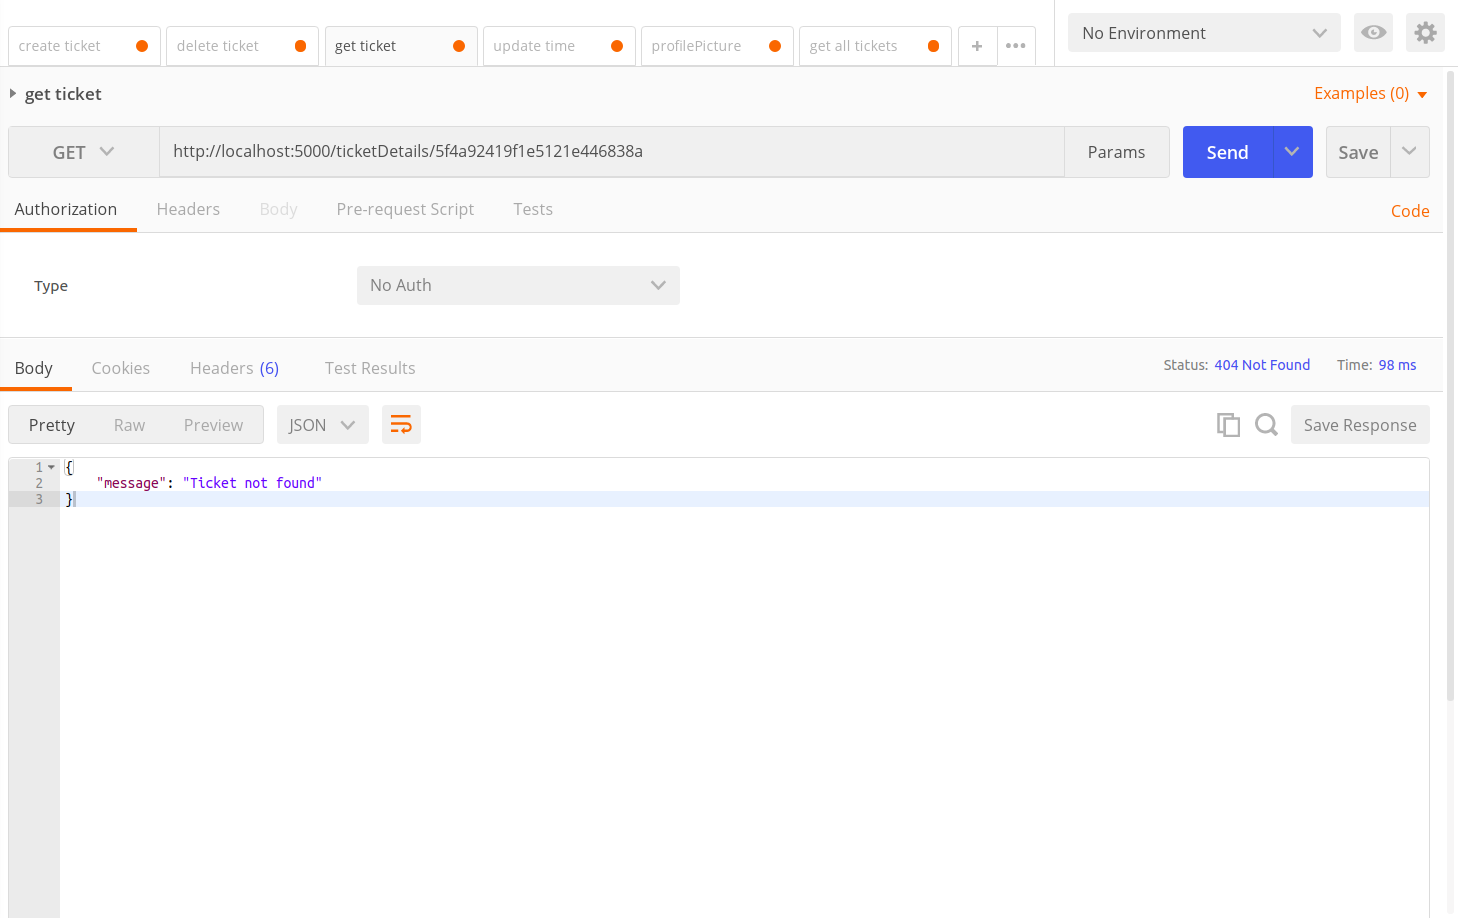 create ticket delete ticket get ticket update time profilePicture get all tickets + ••• No Environment
get ticket Examples (0)
GET http://localhost:5000/ticketDetails/5f4a92419f1e5121e446838a Params Send Save
Authorization Headers Body Pre-request Script Tests Code
Type No Auth
Body Cookies Headers (6) Test Results Status: 404 Not Found Time: 98 ms
Pretty Raw Preview JSON Save Response
1 {
2 "message": "Ticket not found"
3 }